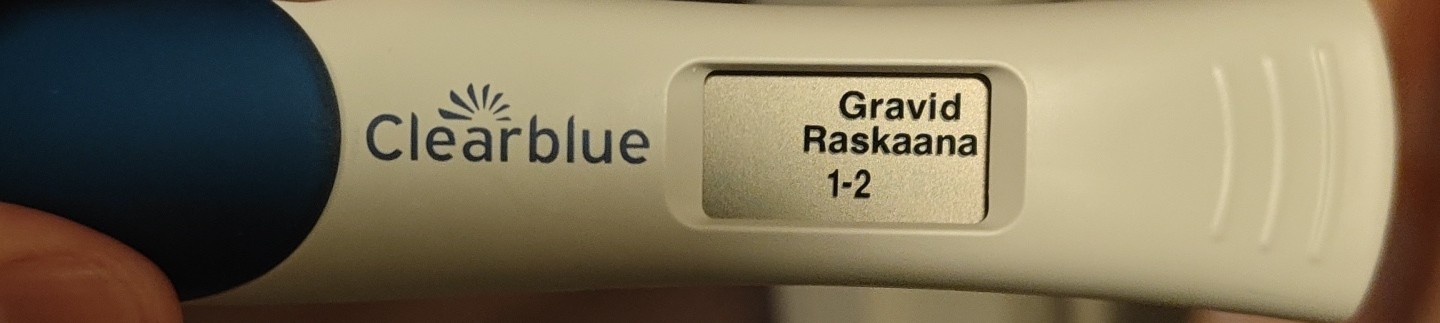 Clearblue
Gravid
Raskaana
1-2